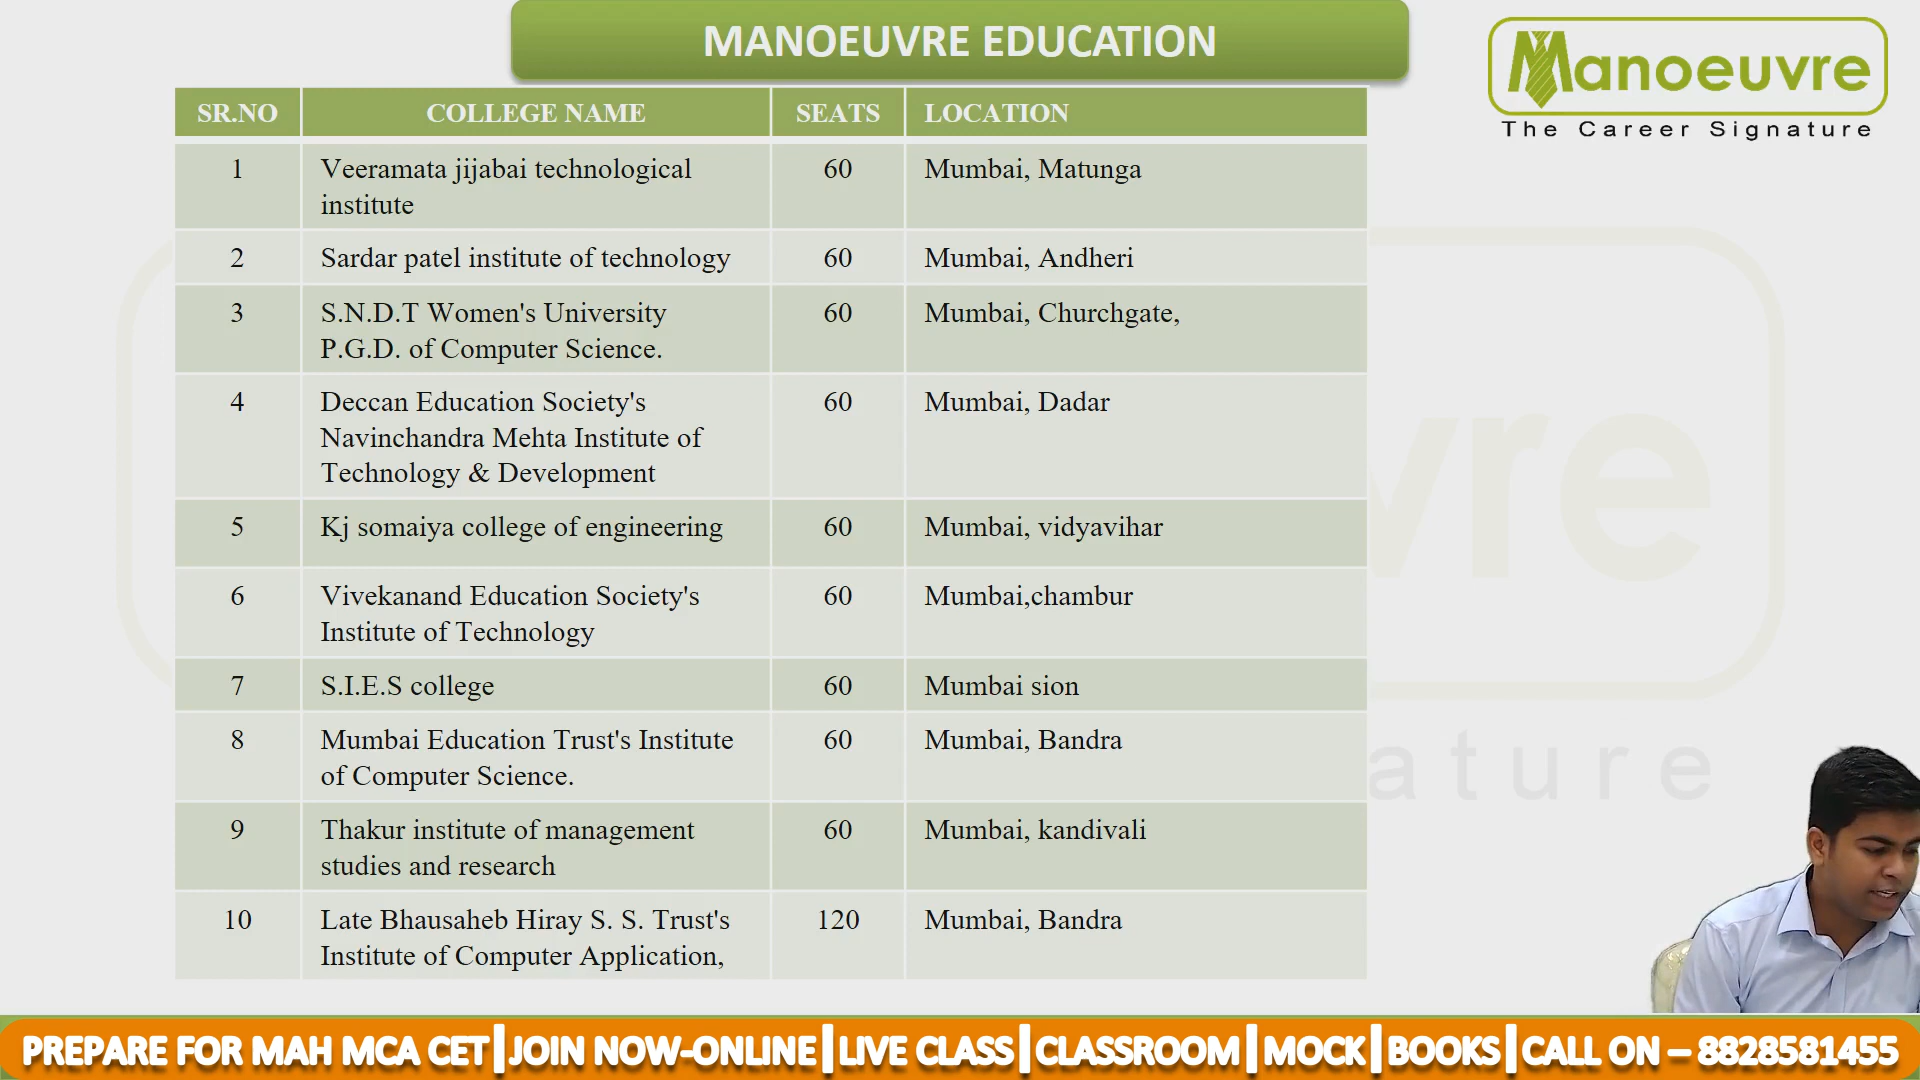 MANOEUVRE EDUCATION
Manoeuvre
The Career Signature
SR.NO COLLEGE NAME SEATS LOCATION
1 Veeramata jijabai technological 60 Mumbai, Matunga
institute
2 Sardar patel institute of technology 60 Mumbai, Andheri
3 S.N.D.T Women's University 60 Mumbai, Churchgate,
P.G.D. of Computer Science.
4 Deccan Education Society's 60 Mumbai, Dadar
Navinchandra Mehta Institute of
Technology & Development
5 Kj somaiya college of engineering 60 Mumbai, vidyavihar
6 Vivekanand Education Society's 60 Mumbai,chambur
Institute of Technology
7 S.I.E.S college 60 Mumbai sion
8 Mumbai Education Trust's Institute 60 Mumbai, Bandra
of Computer Science.
9 Thakur institute of management 60 Mumbai, kandivali
studies and research
10 Late Bhausaheb Hiray S. S. Trust's 120 Mumbai, Bandra
Institute of Computer Application,
vre
ature
PREPARE FOR MAH MCA CET|JOIN NOW-ONLINE|LIVE CLASS|CLASSROOM|MOCK|BOOKS|CALL ON – 8828581455